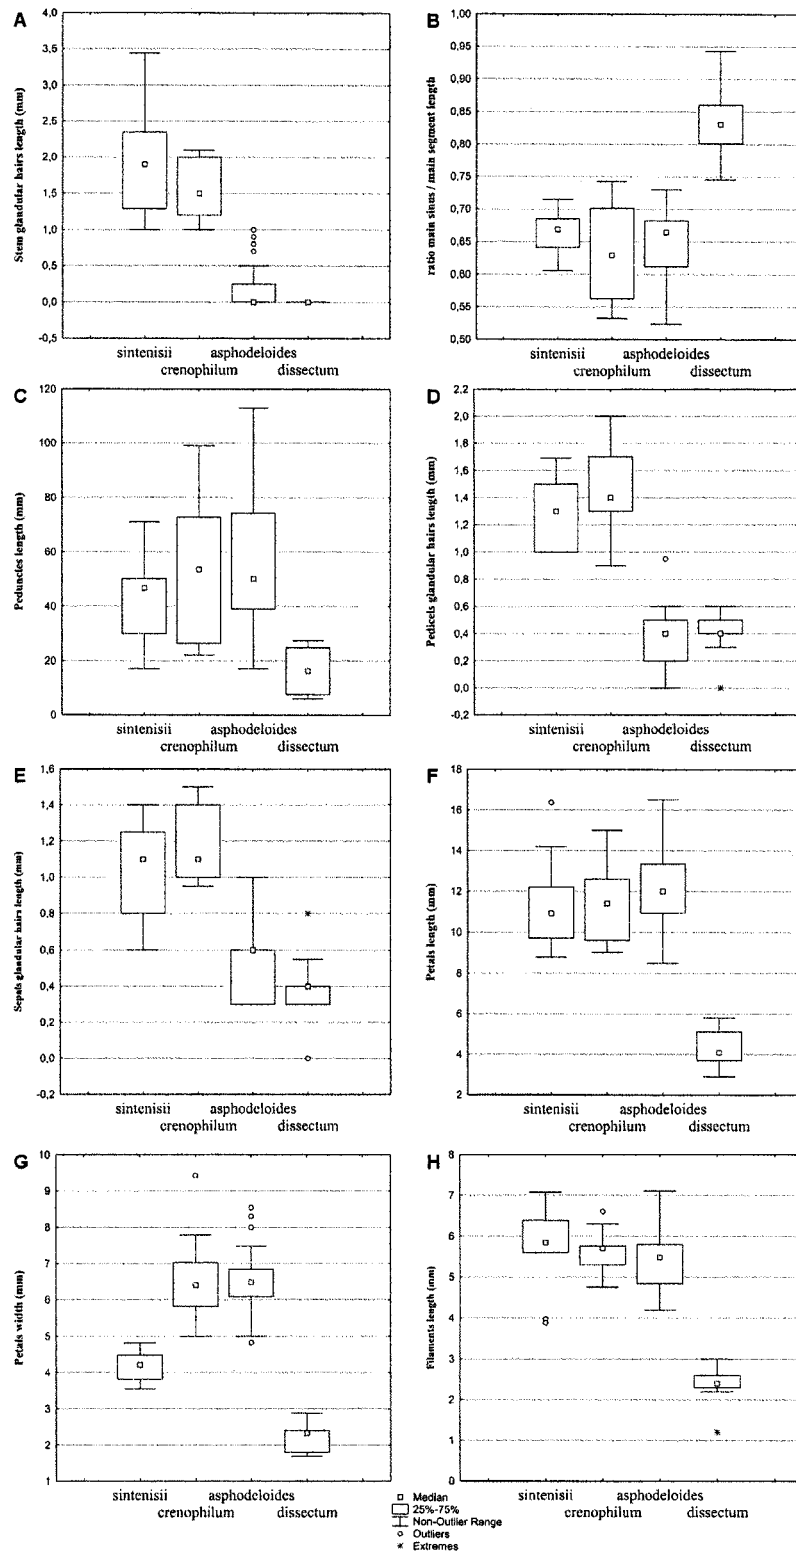 A
Stem glandular hairs length (mm)
4,0
3,5
3,0
2,5
2,0
1,5
1,0
0,5
0,0
-0,5
sintenisii asphodeloides
crenophilum dissectum
B
ratio main sinus / main segment length
1,00
0,95
0,90
0,85
0,80
0,75
0,70
0,65
0,60
0,55
0,50
sintenisii asphodeloides
crenophilum dissectum
C
Peduncles length (mm)
120
100
80
60
40
20
0
sintenisii asphodeloides
crenophilum dissectum
D
Pedicels glandular hairs length (mm)
2,2
2,0
1,8
1,6
1,4
1,2
1,0
0,8
0,6
0,4
0,2
0,0
-0,2
sintenisii asphodeloides
crenophilum dissectum
E
Sepals glandular hairs length (mm)
1,6
1,4
1,2
1,0
0,8
0,6
0,4
0,2
0,0
-0,2
sintenisii asphodeloides
crenophilum dissectum
F
Petals length (mm)
18
16
14
12
10
8
6
4
2
sintenisii asphodeloides
crenophilum dissectum
G
Petals width (mm)
10
9
8
7
6
5
4
3
2
1
sintenisii asphodeloides
crenophilum dissectum
H
Filaments length (mm)
8
7
6
5
4
3
2
1
0
sintenisii asphodeloides
crenophilum dissectum
Median
25%-75%
Non-Outlier Range
Outliers
Extremes